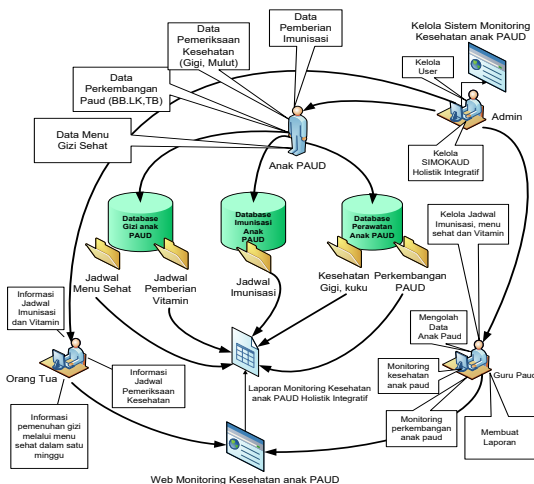 Data
Pemeriksaan
Kesehatan
(Gigi, Mulut)
Data
Pemberian
Imunisasi
Kelola Sistem Monitoring
Kesehatan anak PAUD
Data
Perkembangan
Paud (BB.LK,TB)
Kelola
User
Admin
Data Menu
Gizi Sehat
Kelola
SIMOKAUD
Holistik Integratif
Anak PAUD
Database
Gizi anak
PAUD
Database
Imunisasi
Anak
PAUD
Database
Perawatan
Anak PAUD
Kelola Jadwal
Imunisasi, menu
sehat dan Vitamin
Jadwal
Menu Sehat
Jadwal
Pemberian
Vitamin
Jadwal
Imunisasi
Kesehatan
Gigi, kuku
Perkembangan
PAUD
Informasi
Jadwal
Imunisasi
dan Vitamin
Mengolah
Data
Anak Paud
Orang Tua
Informasi
Jadwal
Pemeriksaan
Kesehatan
Laporan Monitoring Kesehatan
anak PAUD Holistik Integratif
Monitoring
kesehatan
anak paud
Guru Paud
Informasi
pemenuhan gizi
melalui menu
sehat dalam satu
minggu
Monitoring
perkembangan
anak paud
Membuat
Laporan
Web Monitoring Kesehatan anak PAUD